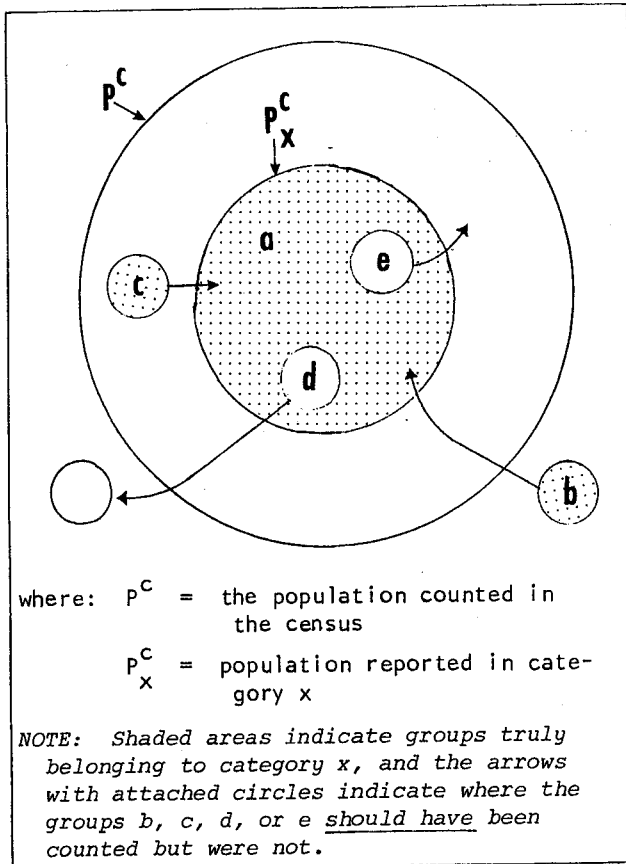 P^c
P^c_x
a
e
c
d
b
where: P^c = the population counted in
the census
P^c_x = population reported in cate-
gory x
NOTE: Shaded areas indicate groups truly
belonging to category x, and the arrows
with attached circles indicate where the
groups b, c, d, or e should have been
counted but were not.